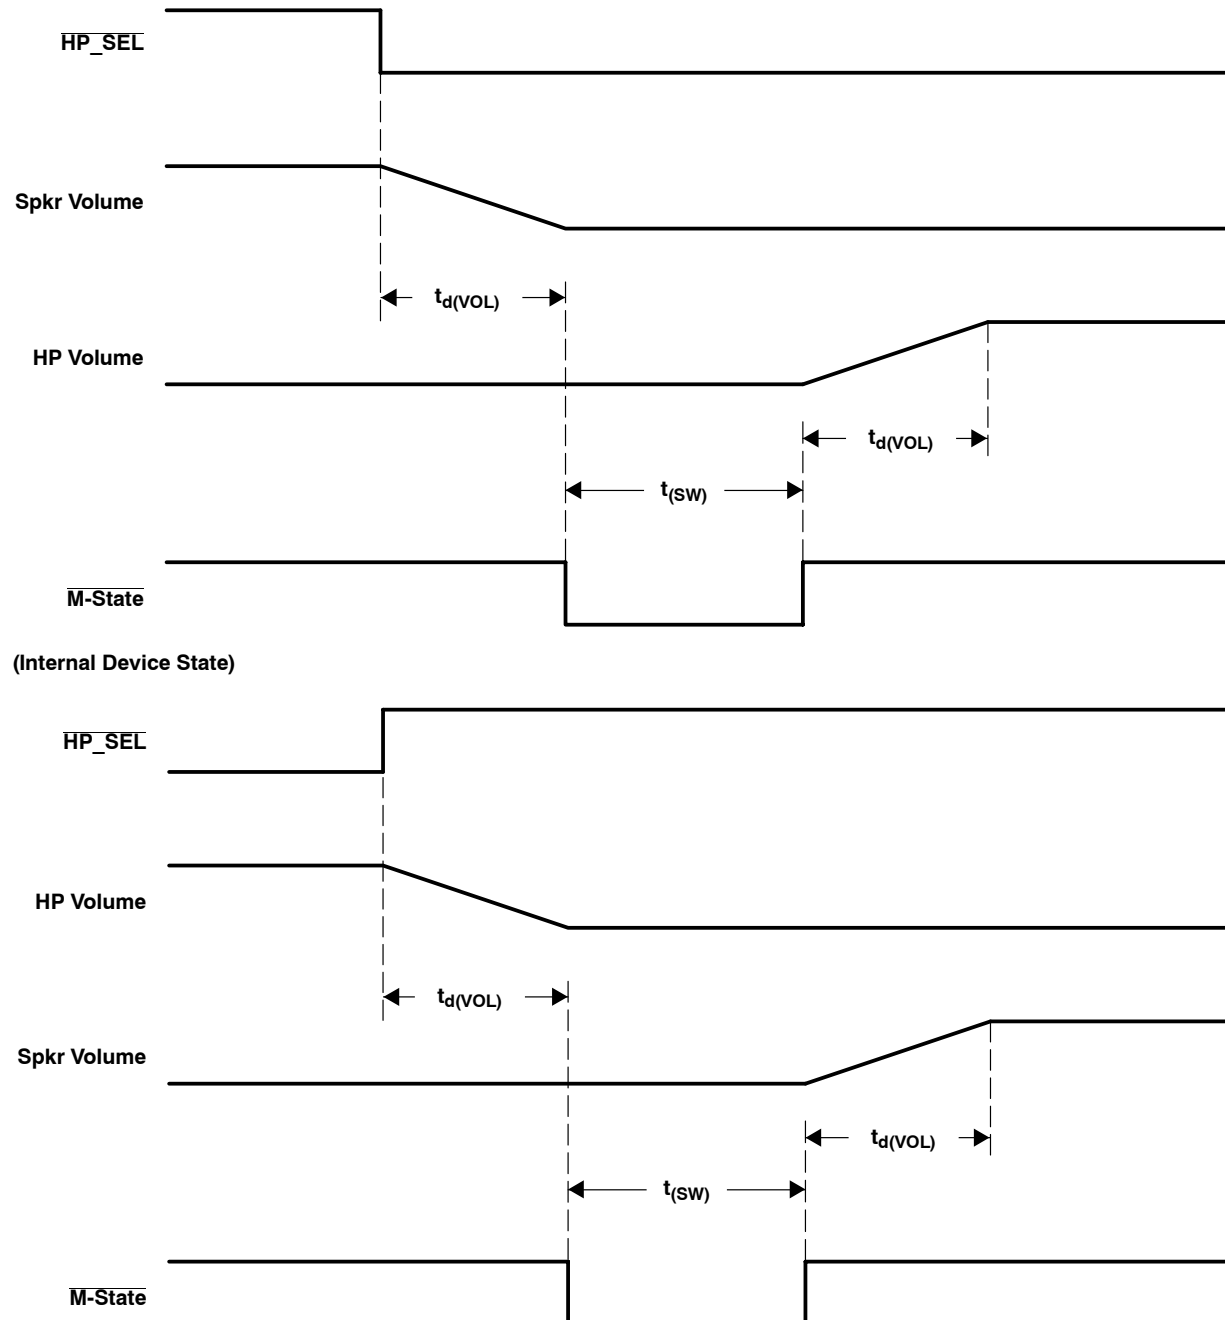 HP_SEL
Spkr Volume
td(VOL)
HP Volume
td(VOL)
t(SW)
M-State
(Internal Device State)
HP_SEL
HP Volume
td(VOL)
Spkr Volume
td(VOL)
t(SW)
M-State